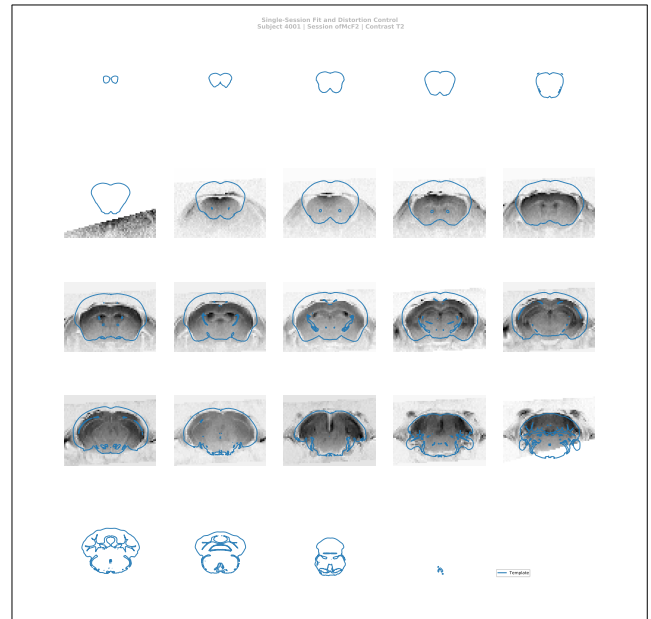 Single-Session Fit and Distortion Control
Subject 4001 | Session ofMcF2 | Contrast T2
Template